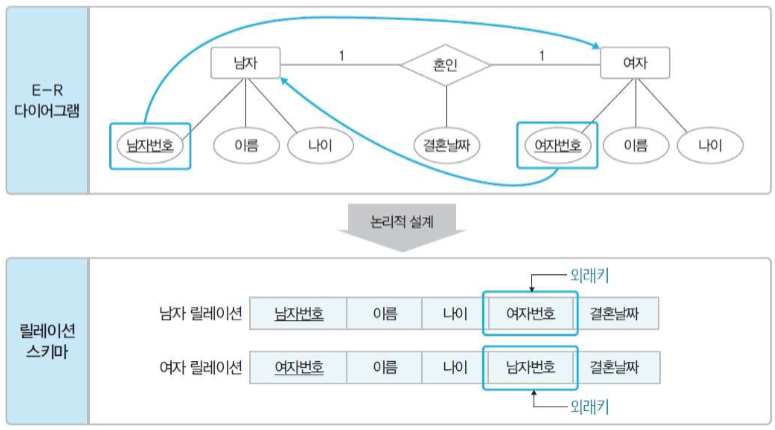 E－R
다이어그램
남자 1 혼인 1 여자
남자번호 이름 나이 결혼날짜 여자번호 이름 나이
논리적 설계
릴레이션
스키마
외래키
남자 릴레이션 남자번호 이름 나이 여자번호 결혼날짜
여자 릴레이션 여자번호 이름 나이 남자번호 결혼날짜
외래키